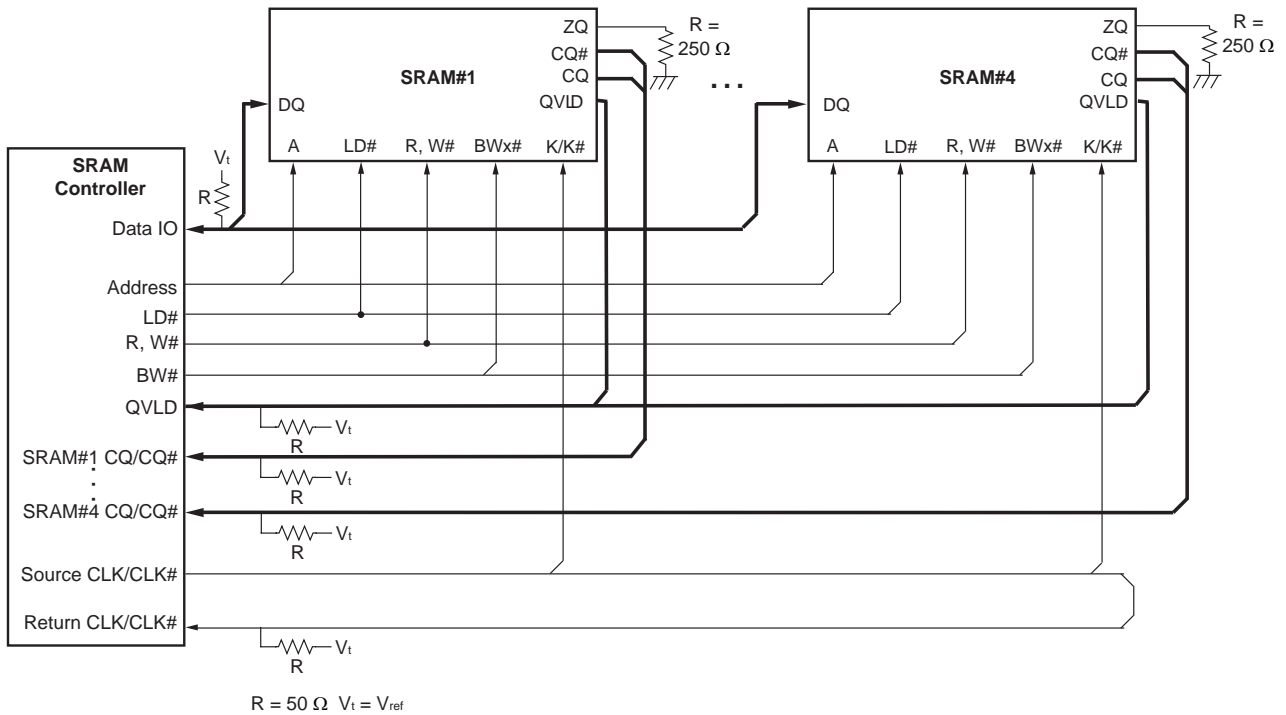 ZQ
R =
250 Ω
CQ#
SRAM#1
CQ
QVLD
DQ
A LD# R, W# BWx# K/K#
...
ZQ
R =
250 Ω
CQ#
SRAM#4
CQ
QVLD
DQ
A LD# R, W# BWx# K/K#
SRAM
Controller
Vt
R
Data IO
Address
LD#
R, W#
BW#
QVLD
Vt
R
SRAM#1 CQ/CQ#
Vt
R
SRAM#4 CQ/CQ#
Vt
R
Source CLK/CLK#
Return CLK/CLK#
Vt
R
R = 50 Ω Vt = Vref